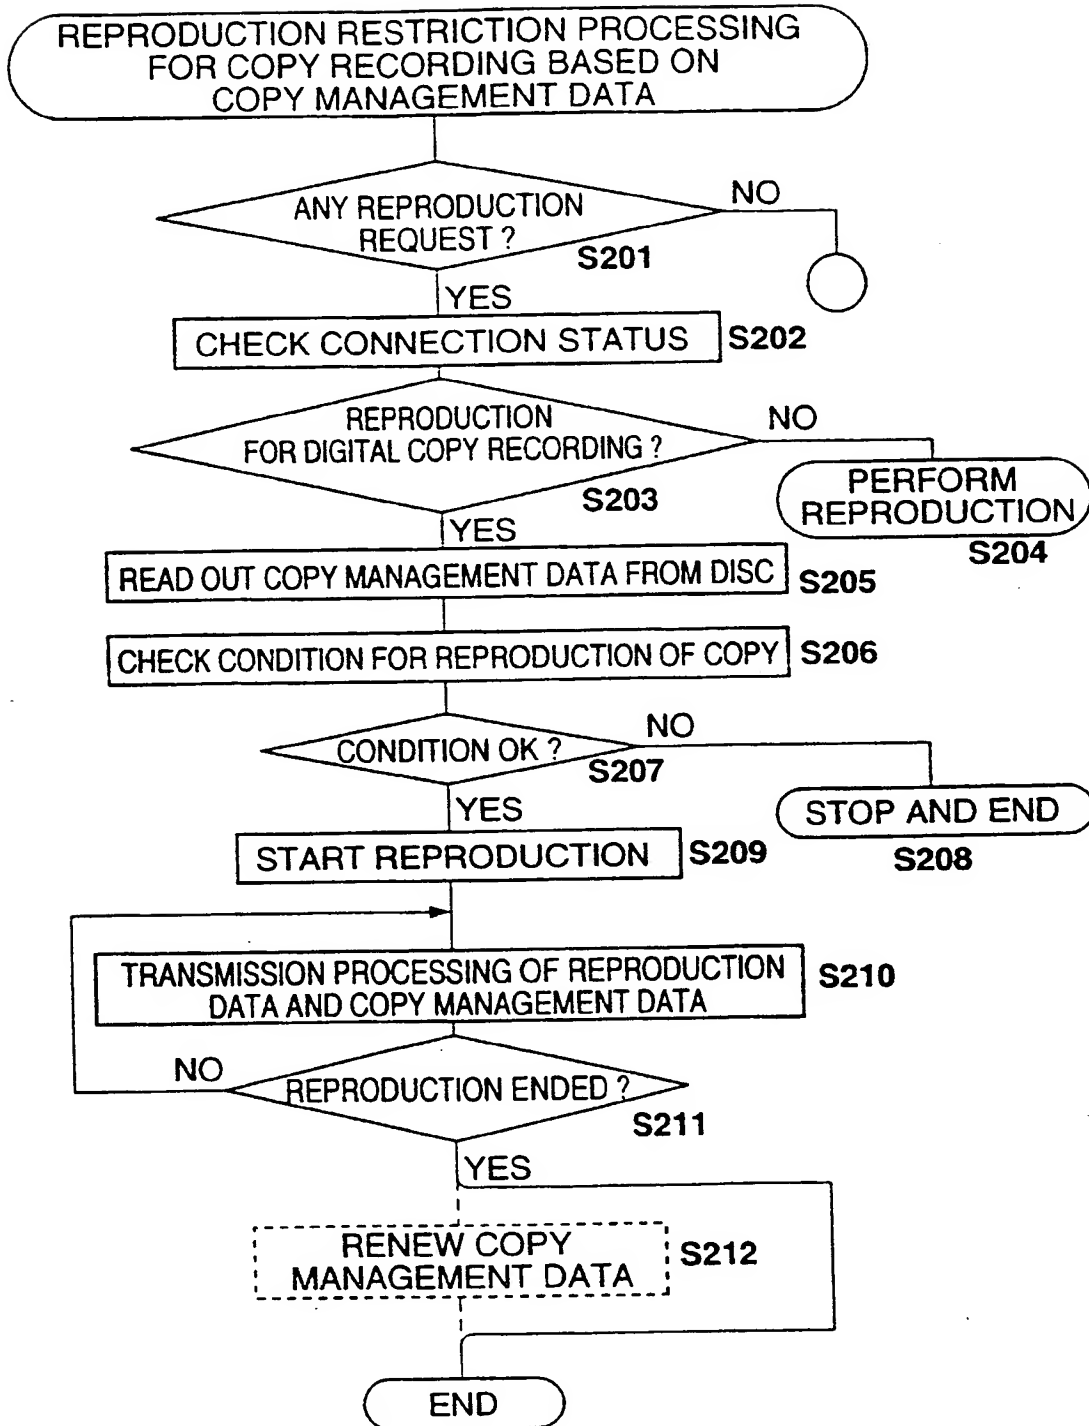 REPRODUCTION RESTRICTION PROCESSING
FOR COPY RECORDING BASED ON
COPY MANAGEMENT DATA
ANY REPRODUCTION
REQUEST ?
S201
NO
YES
CHECK CONNECTION STATUS
S202
REPRODUCTION
FOR DIGITAL COPY RECORDING ?
S203
NO
PERFORM
REPRODUCTION
S204
YES
READ OUT COPY MANAGEMENT DATA FROM DISC
S205
CHECK CONDITION FOR REPRODUCTION OF COPY
S206
CONDITION OK ?
S207
NO
STOP AND END
S208
YES
START REPRODUCTION
S209
TRANSMISSION PROCESSING OF REPRODUCTION
DATA AND COPY MANAGEMENT DATA
S210
NO
REPRODUCTION ENDED ?
S211
YES
RENEW COPY
MANAGEMENT DATA
S212
END